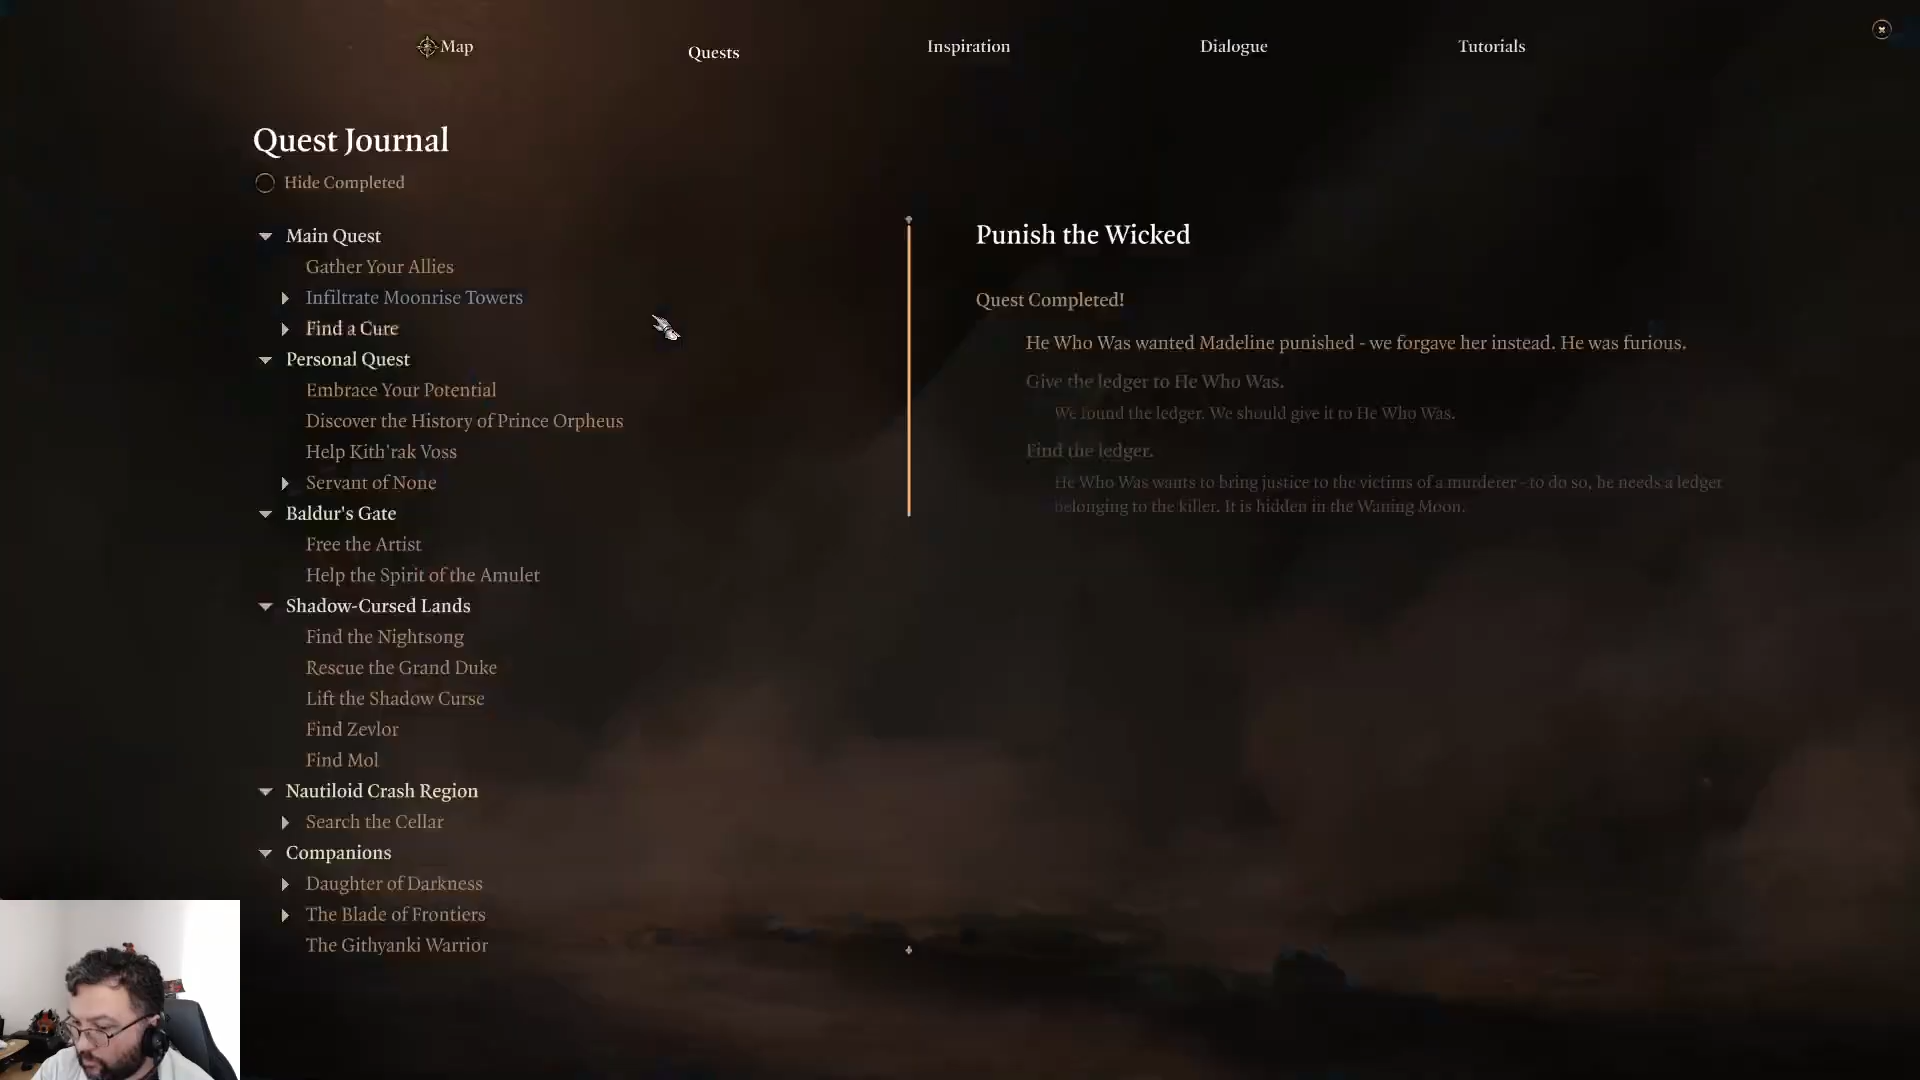 Map
Quests
Inspiration
Dialogue
Tutorials
Quest Journal
Hide Completed
Main Quest
Gather Your Allies
Infiltrate Moonrise Towers
Find a Cure
Personal Quest
Embrace Your Potential
Discover the History of Prince Orpheus
Help Kith'rak Voss
Servant of None
Baldur's Gate
Free the Artist
Help the Spirit of the Amulet
Shadow-Cursed Lands
Find the Nightsong
Rescue the Grand Duke
Lift the Shadow Curse
Find Zevlor
Find Mol
Nautiloid Crash Region
Search the Cellar
Companions
Daughter of Darkness
The Blade of Frontiers
The Githyanki Warrior
Punish the Wicked
Quest Completed!
He Who Was wanted Madeline punished - we forgave her instead. He was furious.
Give the ledger to He Who Was.
We found the ledger. We should give it to He Who Was.
Find the ledger.
He Who Was wants to bring justice to the victims of a murderer - to do so, he needs a ledger
belonging to the killer. It is hidden in the Waning Moon.